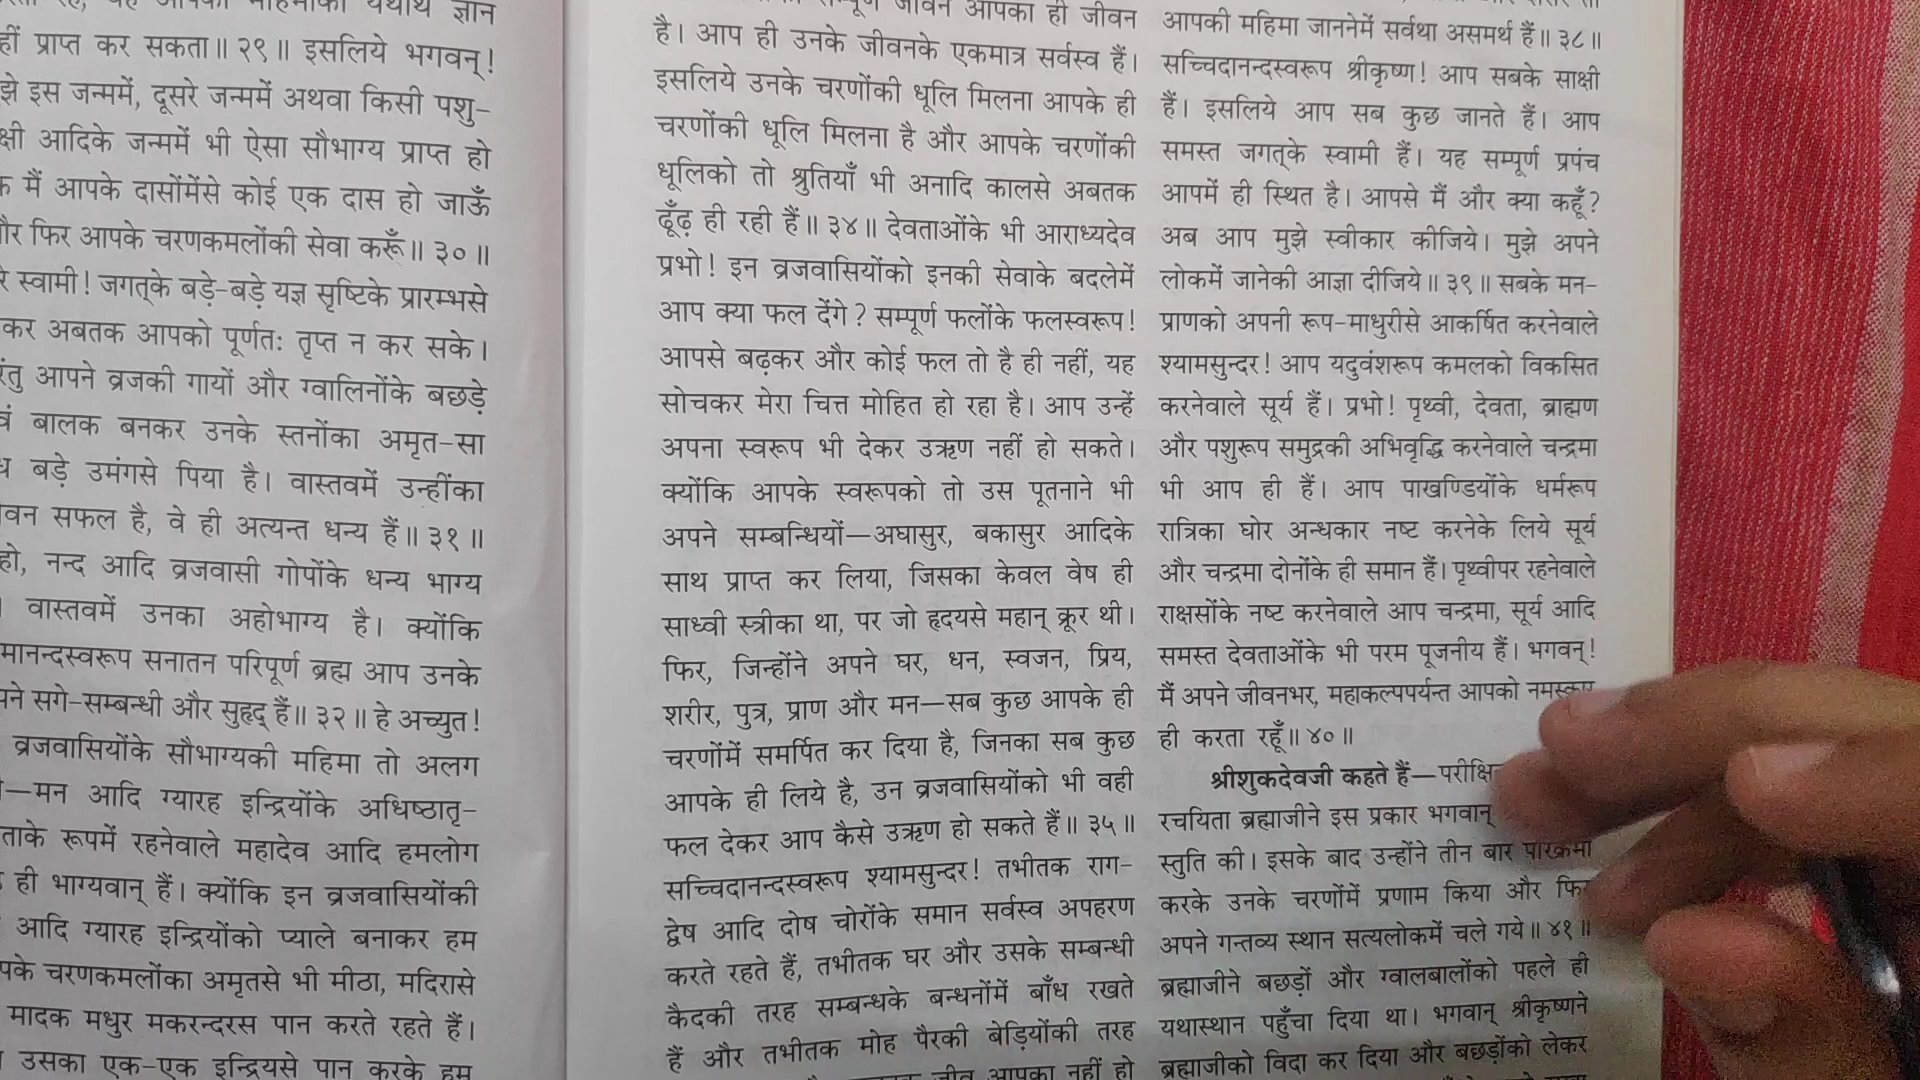 ज्ञान
प्राप्त कर सकता॥ २९॥ इसलिये भगवन्!
इस जन्ममें, दूसरे जन्ममें अथवा किसी पशु-
आदिके जन्ममें भी ऐसा सौभाग्य प्राप्त हो
मैं आपके दासोंमेंसे कोई एक दास हो जाऊँ
फिर आपके चरणकमलोंकी सेवा करूँ॥ ३०॥
स्वामी! जगत्‌के बड़े-बड़े यज्ञ सृष्टिके प्रारम्भसे
कर अबतक आपको पूर्णतः तृप्त न कर सके।
आपने व्रजकी गायों और ग्वालिनोंके बछड़े
बालक बनकर उनके स्तनोंका अमृत-सा
बड़े उमंगसे पिया है। वास्तवमें उन्हींका
सफल है, वे ही अत्यन्त धन्य हैं॥ ३१॥
हो, नन्द आदि व्रजवासी गोपोंके धन्य भाग्य
। वास्तवमें उनका अहोभाग्य है। क्योंकि
मानन्दस्वरूप सनातन परिपूर्ण ब्रह्म आप उनके
सगे-सम्बन्धी और सुहृद् हैं॥ ३२॥ हे अच्युत!
व्रजवासियोंके सौभाग्यकी महिमा तो अलग
—मन आदि ग्यारह इन्द्रियोंके अधिष्ठातृ-
ताके रूपमें रहनेवाले महादेव आदि हमलोग
ही भाग्यवान् हैं। क्योंकि इन व्रजवासियोंकी
आदि ग्यारह इन्द्रियोंको प्याले बनाकर हम
पके चरणकमलोंका अमृतसे भी मीठा, मदिरासे
मादक मधुर मकरन्दरस पान करते रहते हैं।
उसका एक-एक इन्द्रियसे पान करके हम
जीवन आपका ही जीवन
है। आप ही उनके जीवनके एकमात्र सर्वस्व हैं।
इसलिये उनके चरणोंकी धूलि मिलना आपके ही
चरणोंकी धूलि मिलना है और आपके चरणोंकी
धूलिको तो श्रुतियाँ भी अनादि कालसे अबतक
ढूँढ़ ही रही हैं॥ ३४॥ देवताओंके भी आराध्यदेव
प्रभो! इन व्रजवासियोंको इनकी सेवाके बदलेमें
आप क्या फल देंगे? सम्पूर्ण फलोंके फलस्वरूप!
आपसे बढ़कर और कोई फल तो है ही नहीं, यह
सोचकर मेरा चित्त मोहित हो रहा है। आप उन्हें
अपना स्वरूप भी देकर उऋण नहीं हो सकते।
क्योंकि आपके स्वरूपको तो उस पूतनाने भी
अपने सम्बन्धियों—अघासुर, बकासुर आदिके
साथ प्राप्त कर लिया, जिसका केवल वेष ही
साध्वी स्त्रीका था, पर जो हृदयसे महान् क्रूर थी।
फिर, जिन्होंने अपने घर, धन, स्वजन, प्रिय,
शरीर, पुत्र, प्राण और मन—सब कुछ आपके ही
चरणोंमें समर्पित कर दिया है, जिनका सब कुछ
आपके ही लिये है, उन व्रजवासियोंको भी वही
फल देकर आप कैसे उऋण हो सकते हैं॥ ३५॥
सच्चिदानन्दस्वरूप श्यामसुन्दर! तभीतक राग-
द्वेष आदि दोष चोरोंके समान सर्वस्व अपहरण
करते रहते हैं, तभीतक घर और उसके सम्बन्धी
कैदकी तरह सम्बन्धके बन्धनोंमें बाँध रखते
हैं और तभीतक मोह पैरकी बेड़ियोंकी तरह
जीव आपका नहीं हो
आपकी महिमा जाननेमें सर्वथा असमर्थ हैं॥ ३८॥
सच्चिदानन्दस्वरूप श्रीकृष्ण! आप सबके साक्षी
हैं। इसलिये आप सब कुछ जानते हैं। आप
समस्त जगत्‌के स्वामी हैं। यह सम्पूर्ण प्रपंच
आपमें ही स्थित है। आपसे मैं और क्या कहूँ?
अब आप मुझे स्वीकार कीजिये। मुझे अपने
लोकमें जानेकी आज्ञा दीजिये॥ ३९॥ सबके मन-
प्राणको अपनी रूप-माधुरीसे आकर्षित करनेवाले
श्यामसुन्दर! आप यदुवंशरूप कमलको विकसित
करनेवाले सूर्य हैं। प्रभो! पृथ्वी, देवता, ब्राह्मण
और पशुरूप समुद्रकी अभिवृद्धि करनेवाले चन्द्रमा
भी आप ही हैं। आप पाखण्डियोंके धर्मरूप
रात्रिका घोर अन्धकार नष्ट करनेके लिये सूर्य
और चन्द्रमा दोनोंके ही समान हैं। पृथ्वीपर रहनेवाले
राक्षसोंके नष्ट करनेवाले आप चन्द्रमा, सूर्य आदि
समस्त देवताओंके भी परम पूजनीय हैं। भगवन्!
मैं अपने जीवनभर, महाकल्पपर्यन्त आपको नमस्कार
ही करता रहूँ॥ ४०॥
श्रीशुकदेवजी कहते हैं—परीक्षि
रचयिता ब्रह्माजीने इस प्रकार भगवान्
स्तुति की। इसके बाद उन्होंने तीन बार परिक्रमा
करके उनके चरणोंमें प्रणाम किया और फिर
अपने गन्तव्य स्थान सत्यलोकमें चले गये॥ ४१॥
ब्रह्माजीने बछड़ों और ग्वालबालोंको पहले ही
यथास्थान पहुँचा दिया था। भगवान् श्रीकृष्णने
ब्रह्माजीको विदा कर दिया और बछड़ोंको लेकर